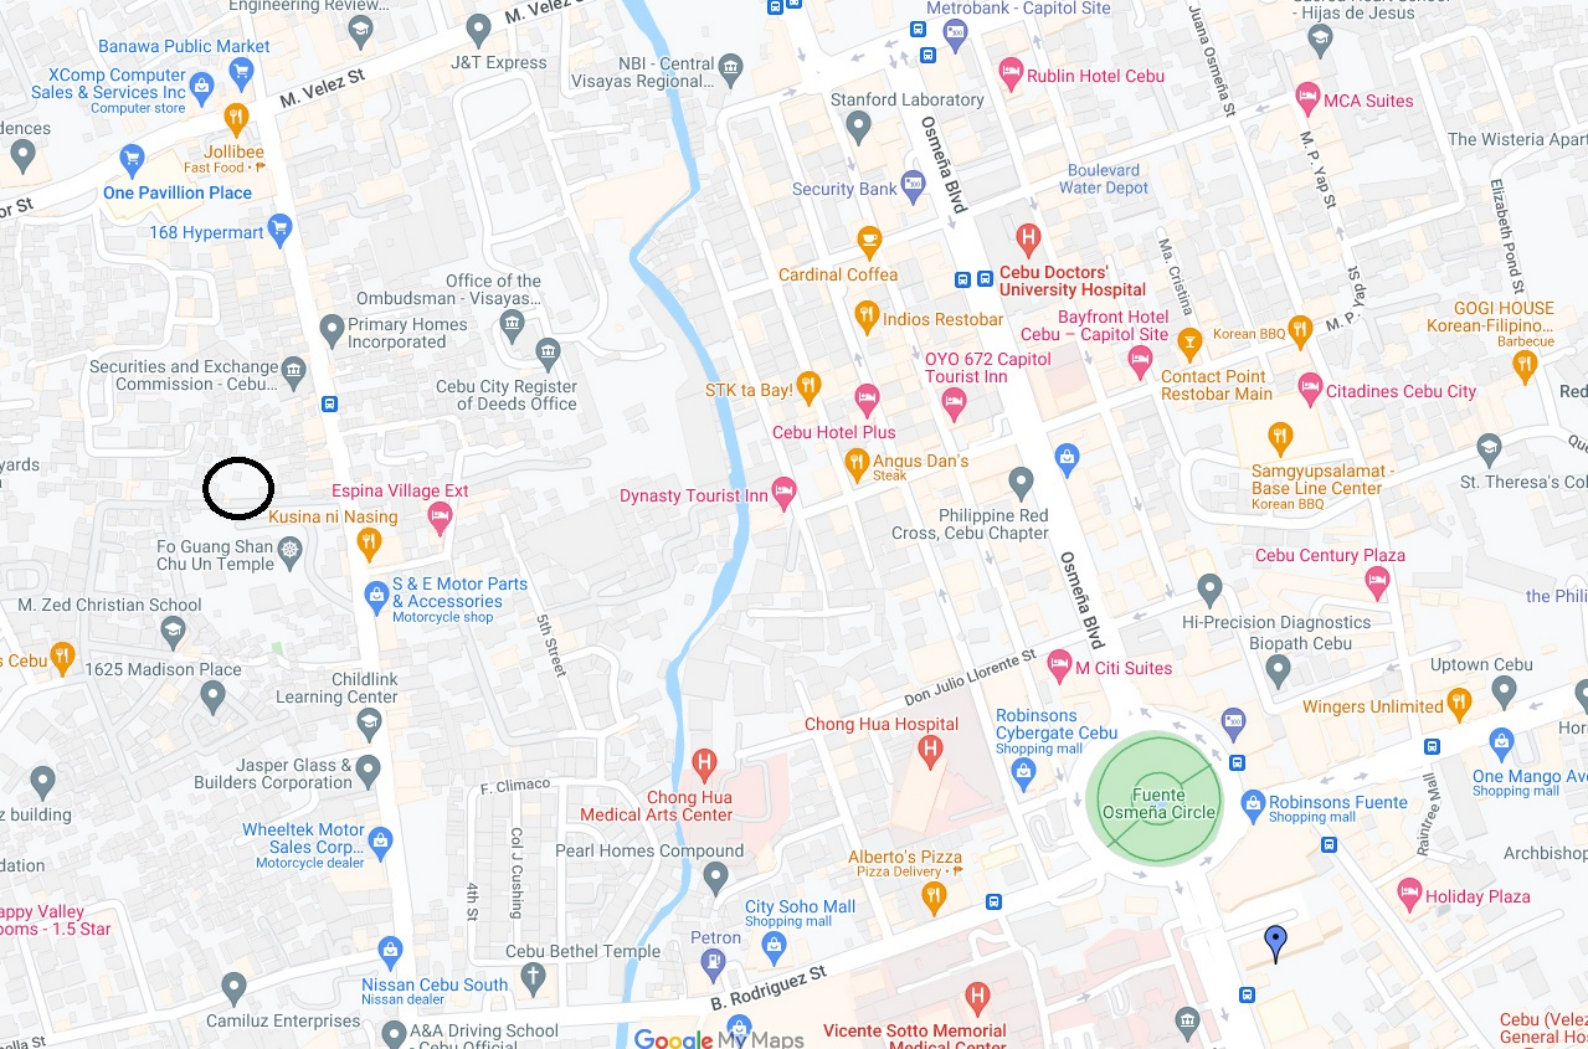 Engineering Review...
M. Velez St
Metrobank - Capitol Site
- Hijas de Jesus
Banawa Public Market
J&T Express
NBI - Central
Visayas Regional...
Juana Osmeña St
XComp Computer
Sales & Services Inc
Computer store
M. Velez St
Rublin Hotel Cebu
MCA Suites
Stanford Laboratory
dences
Jollibee
Fast Food
Osmeña Blvd
The Wisteria Apart
M. P. Yap St
One Pavillion Place
Security Bank
Boulevard
Water Depot
Elizabeth Pond St
or St
168 Hypermart
Cardinal Coffea
Cebu Doctors'
University Hospital
Ma. Cristina
Office of the
Ombudsman - Visayas...
M. P. Yap St
Primary Homes
Incorporated
Indios Restobar
Bayfront Hotel
Cebu – Capitol Site
Korean BBQ
GOGI HOUSE
Korean-Filipino...
Barbecue
Securities and Exchange
Commission - Cebu...
Cebu City Register
of Deeds Office
STK ta Bay!
OYO 672 Capitol
Tourist Inn
Contact Point
Restobar Main
Citadines Cebu City
Red
Cebu Hotel Plus
Que
yards
Angus Dan's
Steak
Samgyupsalamat -
Base Line Center
Korean BBQ
St. Theresa's Col
Espina Village Ext
Dynasty Tourist Inn
Kusina ni Nasing
Philippine Red
Cross, Cebu Chapter
Fo Guang Shan
Chu Un Temple
Osmeña Blvd
Cebu Century Plaza
S & E Motor Parts
& Accessories
Motorcycle shop
the Phili
M. Zed Christian School
5th Street
Hi-Precision Diagnostics
Biopath Cebu
s Cebu
1625 Madison Place
Don Julio Llorente St
M Citi Suites
Uptown Cebu
Childlink
Learning Center
Wingers Unlimited
Chong Hua Hospital
Robinsons
Cybergate Cebu
Shopping mall
Hor
Jasper Glass &
Builders Corporation
F. Climaco
Chong Hua
Medical Arts Center
Fuente
Osmeña Circle
Robinsons Fuente
Shopping mall
One Mango Ave
Shopping mall
Raintree Mall
z building
Wheeltek Motor
Sales Corp...
Motorcycle dealer
Col J Cushing
Pearl Homes Compound
Alberto's Pizza
Pizza Delivery
Archbishop
dation
4th St
City Soho Mall
Shopping mall
Holiday Plaza
appy Valley
ooms - 1.5 Star
Petron
Cebu Bethel Temple
Nissan Cebu South
Nissan dealer
B. Rodriguez St
Camiluz Enterprises
A&A Driving School
- Cebu Official
Google My Maps
Vicente Sotto Memorial
Medical Center
Cebu (Velez
General Ho
ella St